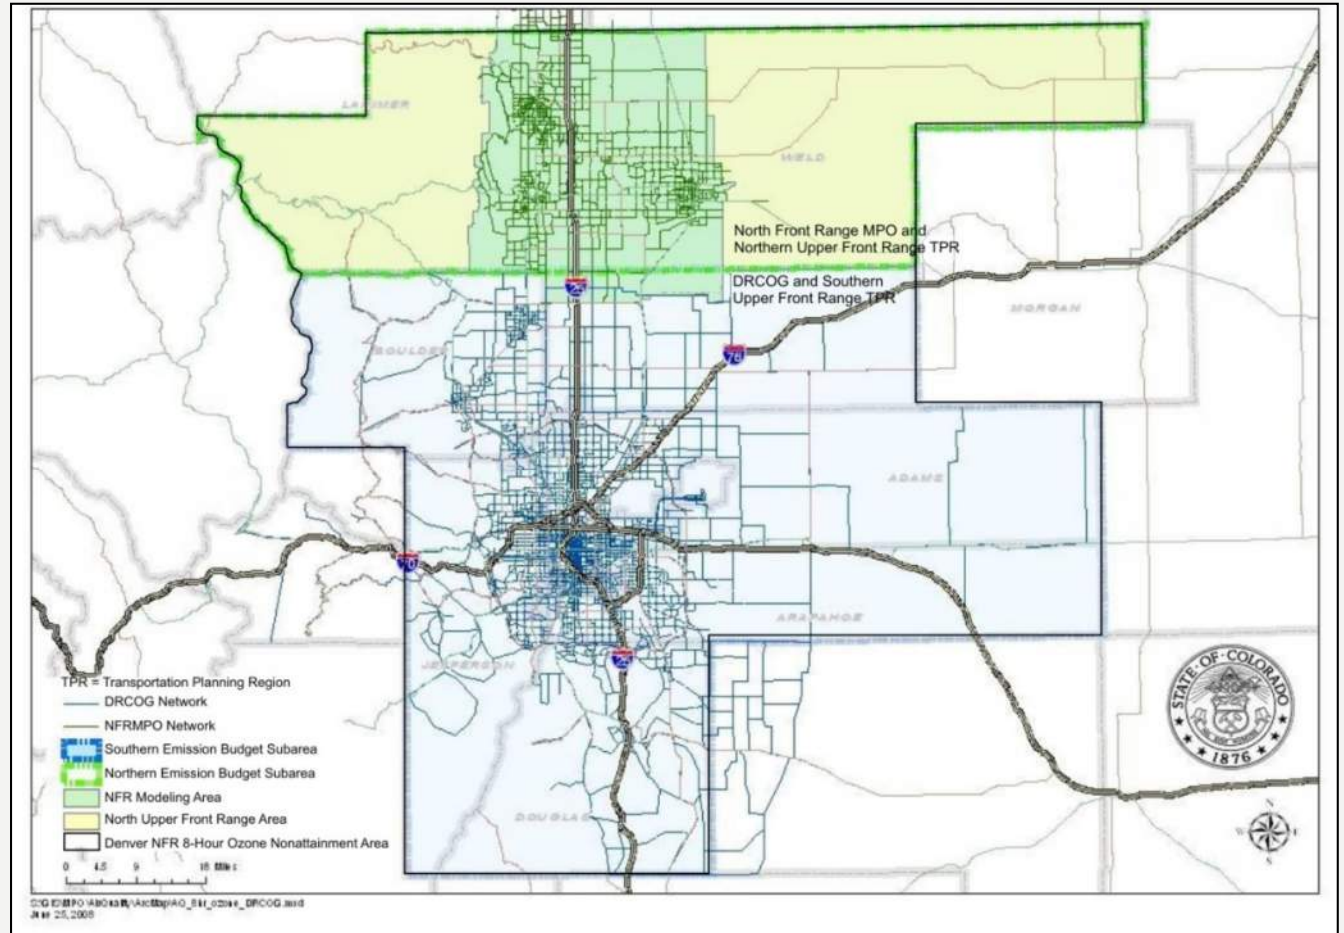 LARIMER
WELD
North Front Range MPO and
Northern Upper Front Range TPR
DRCOG and Southern
Upper Front Range TPR
25
MORGAN
BOULDER
76
ADAMS
70
ARAPAHOE
JEFFERSON
25
STATE·OF·COLORADO
1876
DOUGLAS
TPR = Transportation Planning Region
DRCOG Network
NFRMPO Network
Southern Emission Budget Subarea
Northern Emission Budget Subarea
NFR Modeling Area
North Upper Front Range Area
Denver NFR 8-Hour Ozone Nonattainment Area
0 4.5 9 18 Miles
N
W E
S
June 25, 2008